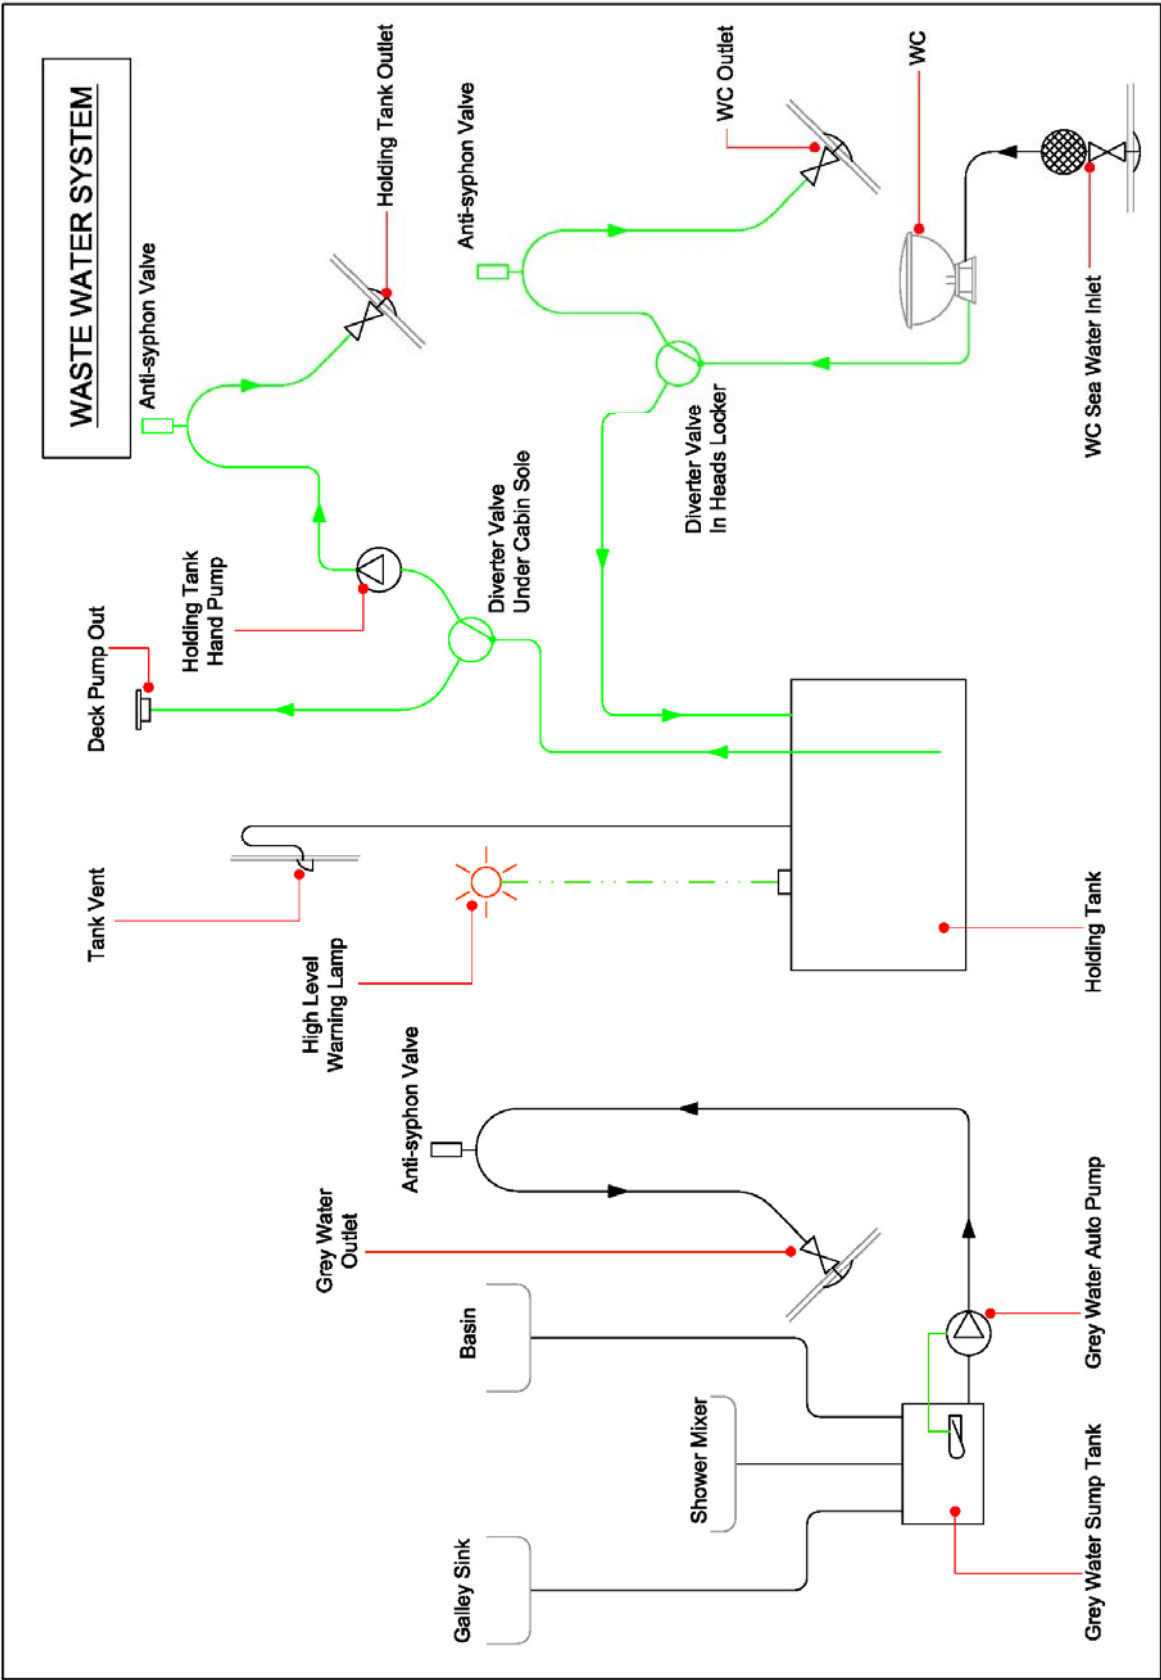 WASTE WATER SYSTEM
Tank Vent
Deck Pump Out
Anti-syphon Valve
Holding Tank
Hand Pump
High Level
Warning Lamp
Holding Tank Outlet
Grey Water
Outlet
Anti-syphon Valve
Anti-syphon Valve
Galley Sink
Basin
Diverter Valve
Under Cabin Sole
Shower Mixer
Diverter Valve
In Heads Locker
WC Outlet
WC
Grey Water Sump Tank
Grey Water Auto Pump
Holding Tank
WC Sea Water Inlet